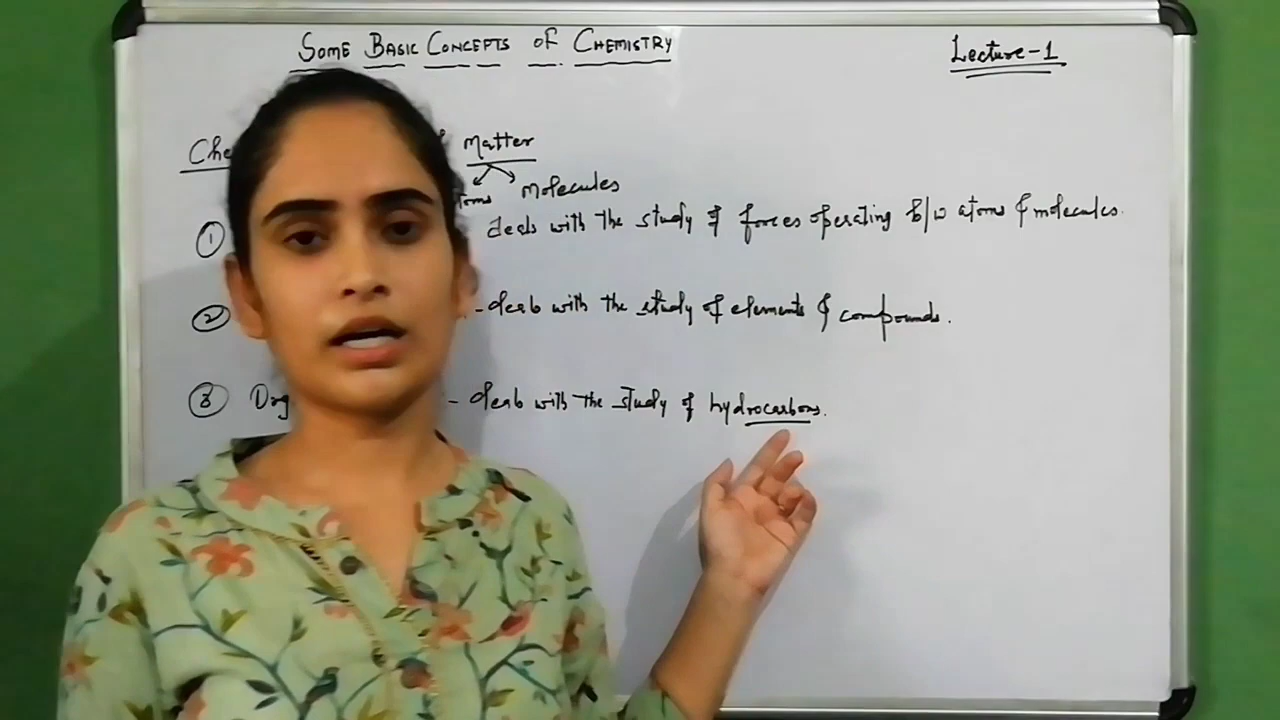 SOME BASIC CONCEPTS OF CHEMISTRY
Lecture-1
Che Matter
toms Molecules
1 deals with the study of forces operating b/w atoms & molecules.
2 - deals with the study of elements & compounds.
3 Org - deals with the study of hydrocarbons.